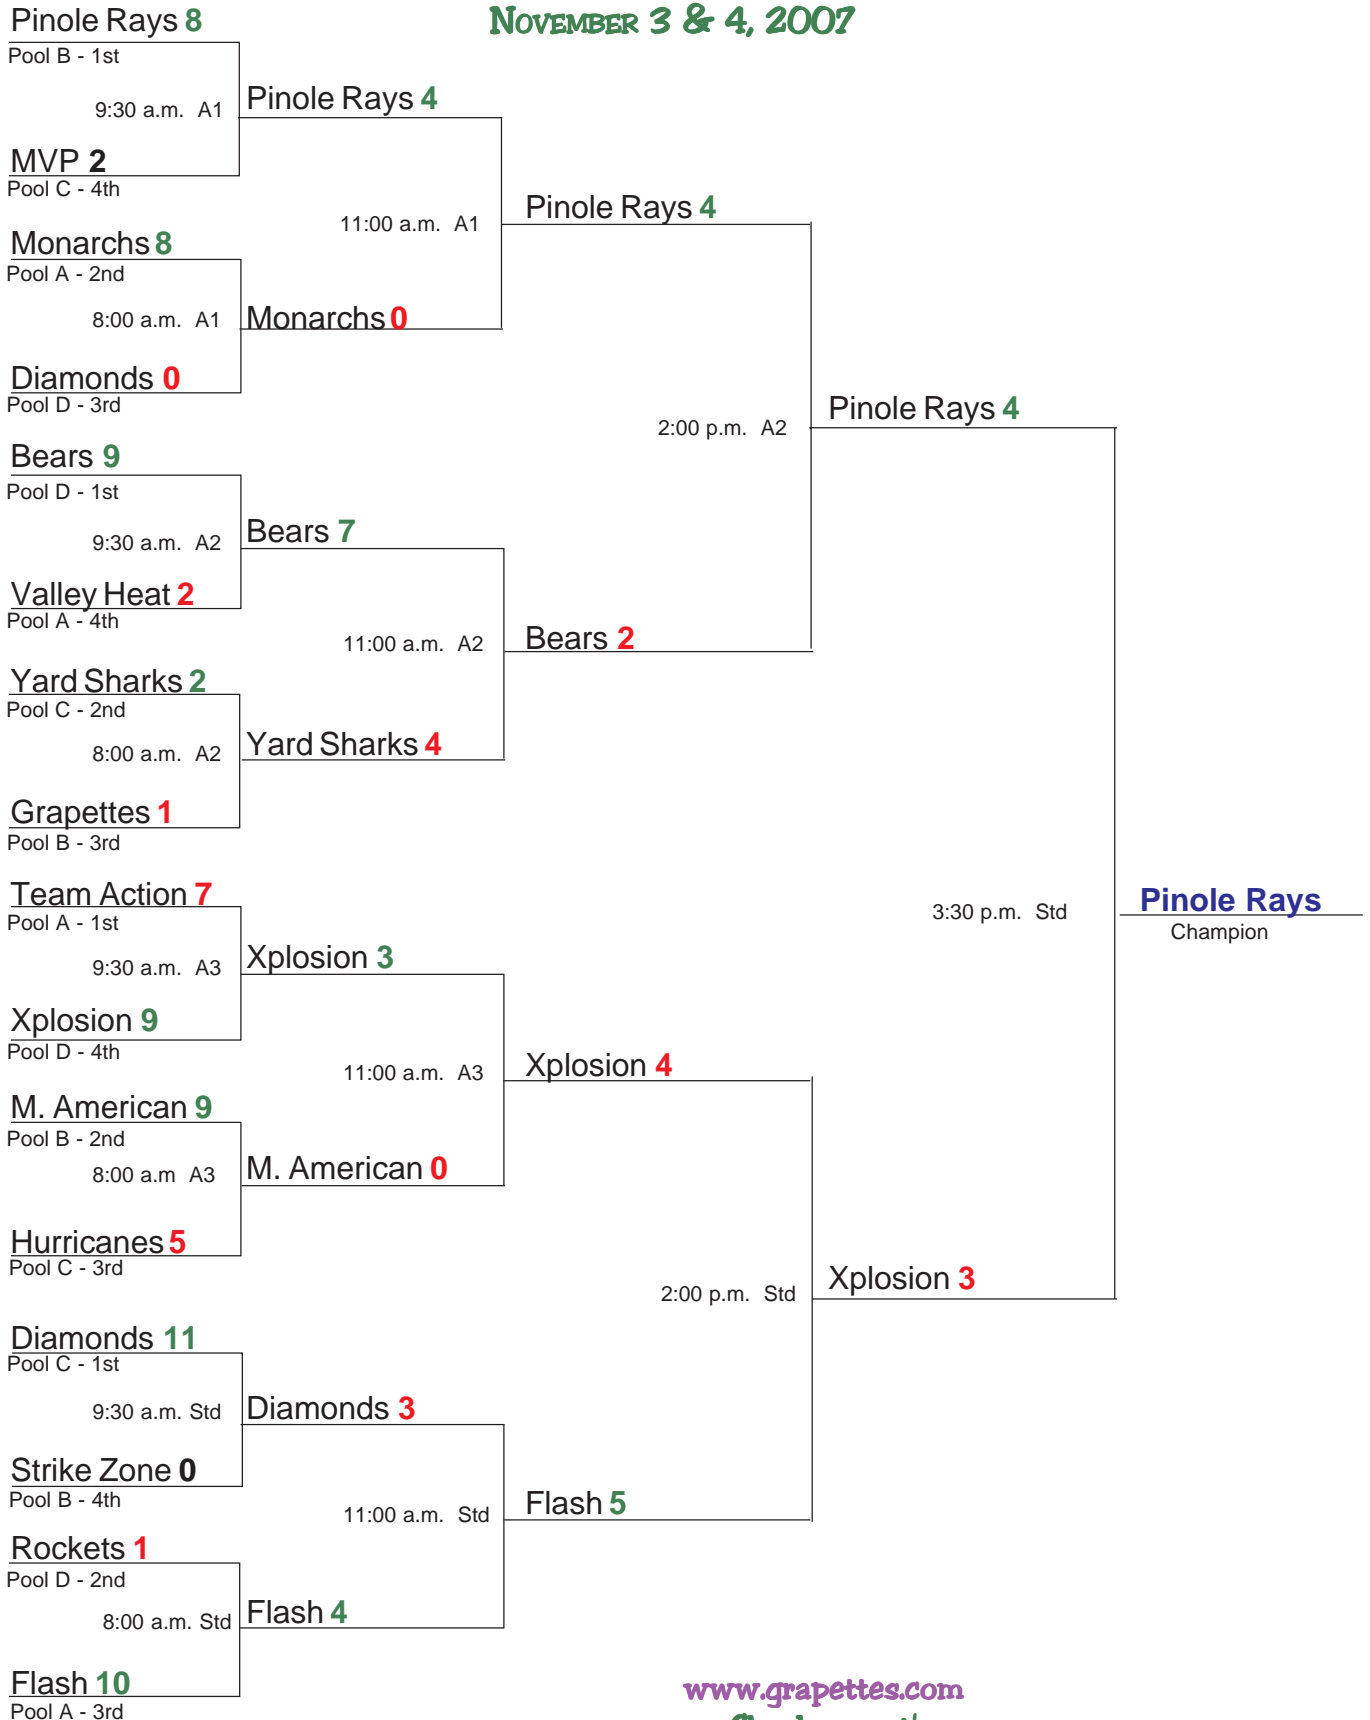 NOVEMBER 3 & 4, 2007
Pinole Rays 8
Pool B - 1st
9:30 a.m. A1
MVP 2
Pool C - 4th
Pinole Rays 4
Monarchs 8
Pool A - 2nd
8:00 a.m. A1
Diamonds 0
Pool D - 3rd
Monarchs 0
11:00 a.m. A1
Pinole Rays 4
Bears 9
Pool D - 1st
9:30 a.m. A2
Valley Heat 2
Pool A - 4th
Bears 7
Yard Sharks 2
Pool C - 2nd
8:00 a.m. A2
Grapettes 1
Pool B - 3rd
Yard Sharks 4
11:00 a.m. A2
Bears 2
2:00 p.m. A2
Pinole Rays 4
Team Action 7
Pool A - 1st
9:30 a.m. A3
Xplosion 9
Pool D - 4th
Xplosion 3
M. American 9
Pool B - 2nd
8:00 a.m A3
Hurricanes 5
Pool C - 3rd
M. American 0
11:00 a.m. A3
Xplosion 4
Diamonds 11
Pool C - 1st
9:30 a.m. Std
Strike Zone 0
Pool B - 4th
Diamonds 3
Rockets 1
Pool D - 2nd
8:00 a.m. Std
Flash 10
Pool A - 3rd
Flash 4
11:00 a.m. Std
Flash 5
2:00 p.m. Std
Xplosion 3
3:30 p.m. Std
Pinole Rays
Champion
www.grapettes.com